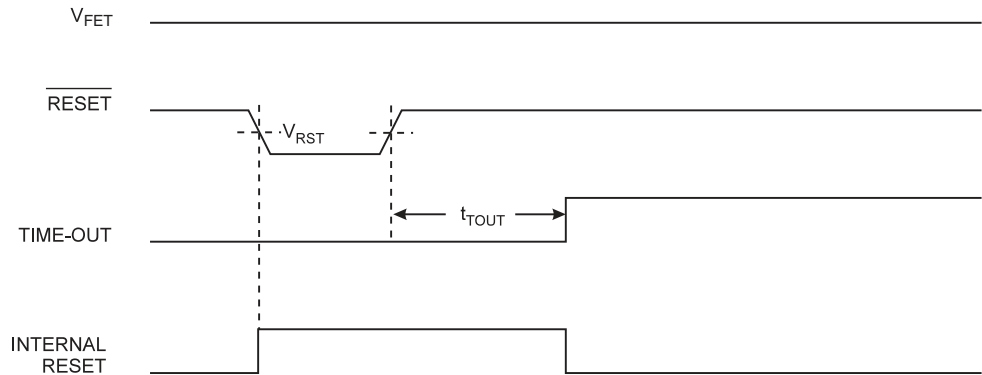 VFET
RESET
VRST
tTOUT
TIME-OUT
INTERNAL
RESET